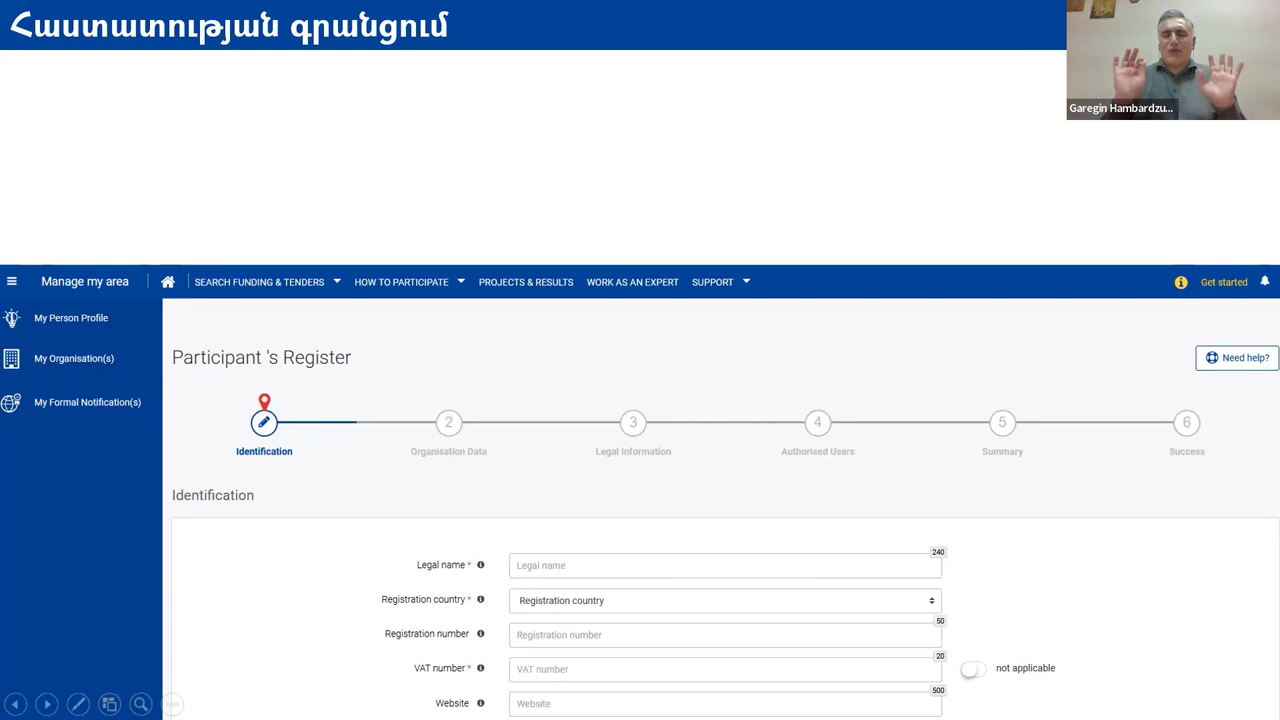 Հաստատության գրանցում
Garegin Hambardzu...
Manage my area
SEARCH FUNDING & TENDERS
HOW TO PARTICIPATE
PROJECTS & RESULTS
WORK AS AN EXPERT
SUPPORT
Get started
My Person Profile
My Organisation(s)
My Formal Notification(s)
Participant 's Register
Need help?
2
3
4
5
6
Identification
Organisation Data
Legal Information
Authorised Users
Summary
Success
Identification
240
Legal name *
Legal name
Registration country *
Registration country
50
Registration number
Registration number
20
VAT number *
VAT number
not applicable
500
Website
Website